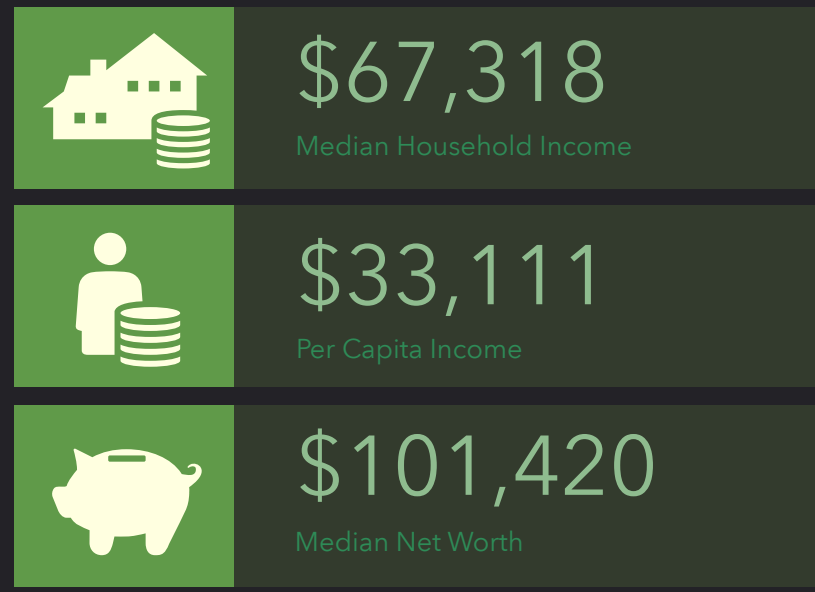 $67,318
Median Household Income
$33,111
Per Capita Income
$101,420
Median Net Worth